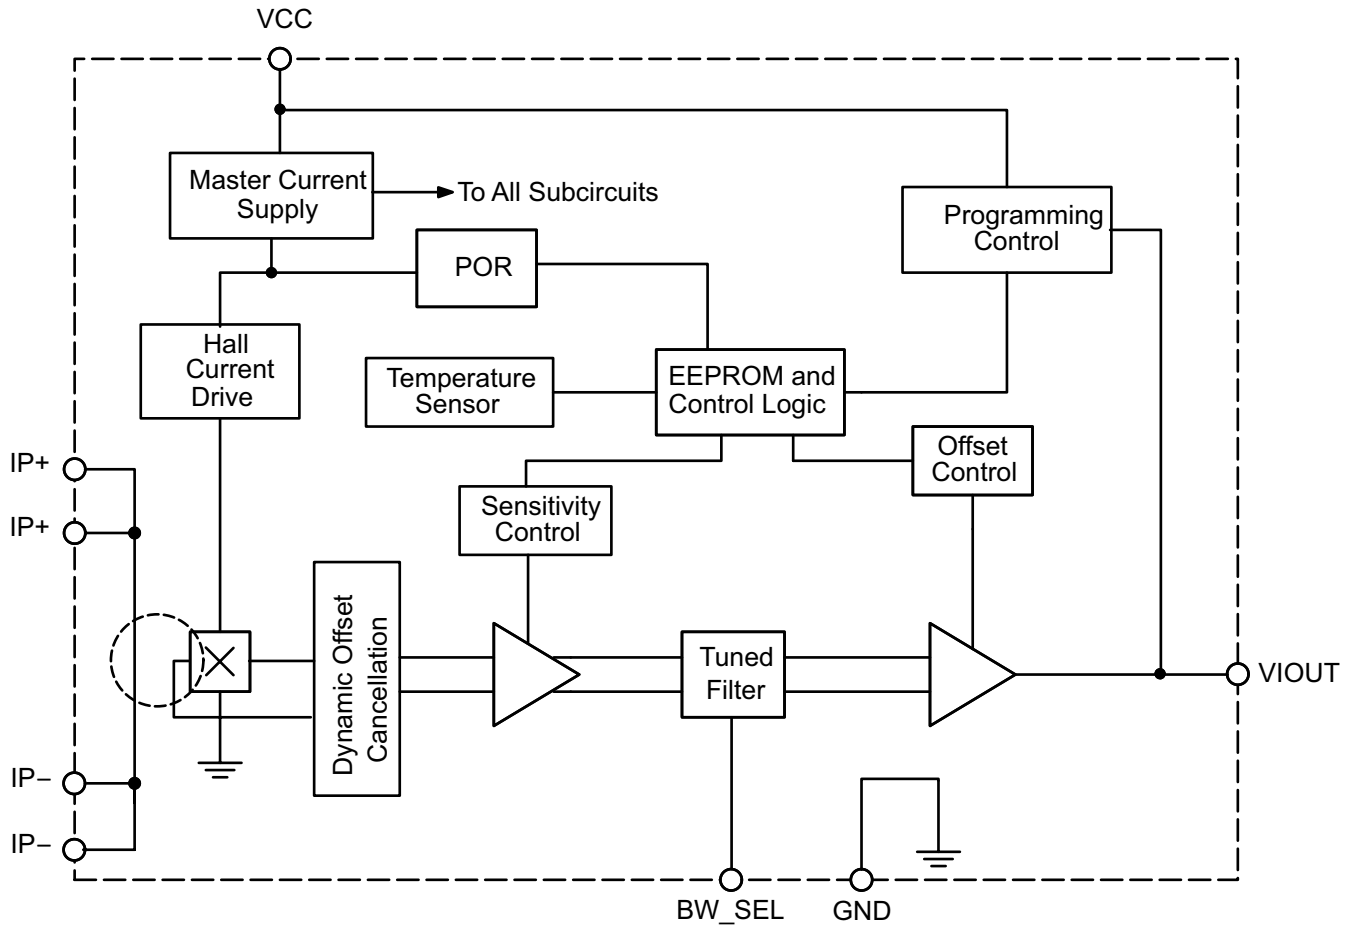 VCC
Master Current
Supply
To All Subcircuits
Programming
Control
POR
Hall
Current
Drive
Temperature
Sensor
EEPROM and
Control Logic
Offset
Control
IP+
IP+
Sensitivity
Control
Dynamic Offset
Cancellation
Tuned
Filter
VIOUT
IP−
IP−
BW_SEL
GND